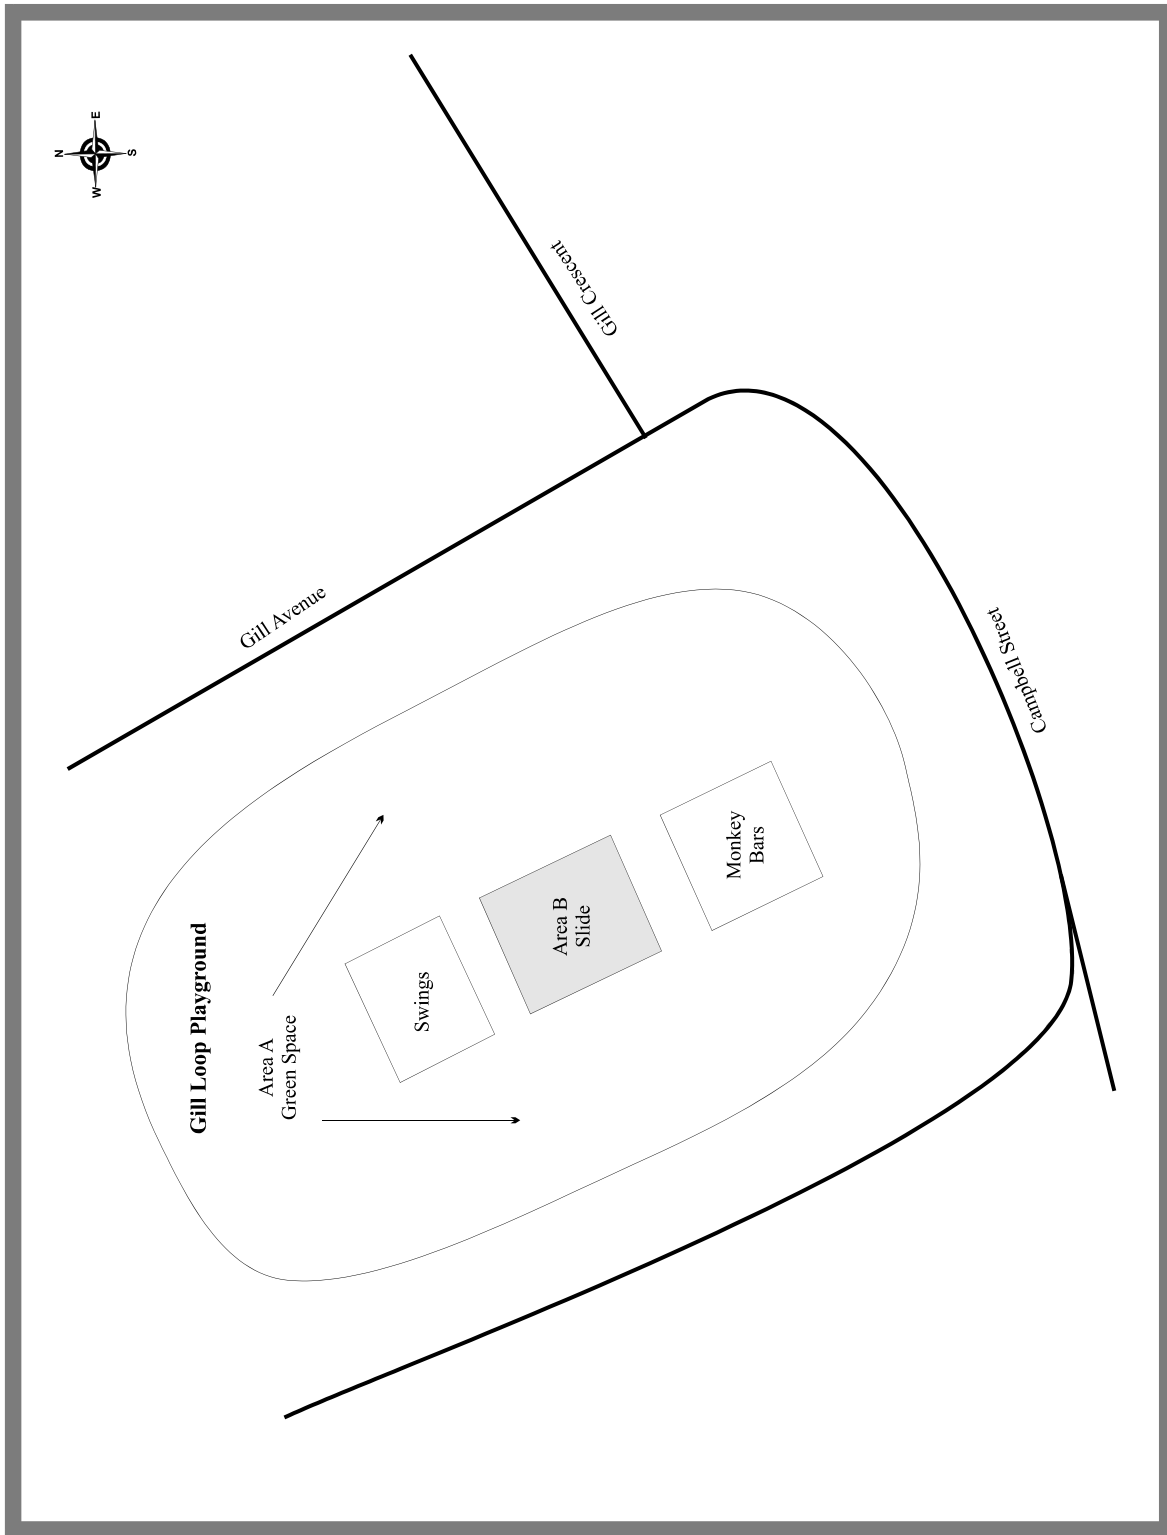 N
E
S
W
Gill Crescent
Gill Avenue
Campbell Street
Gill Loop Playground
Area A
Green Space
Swings
Area B
Slide
Monkey
Bars